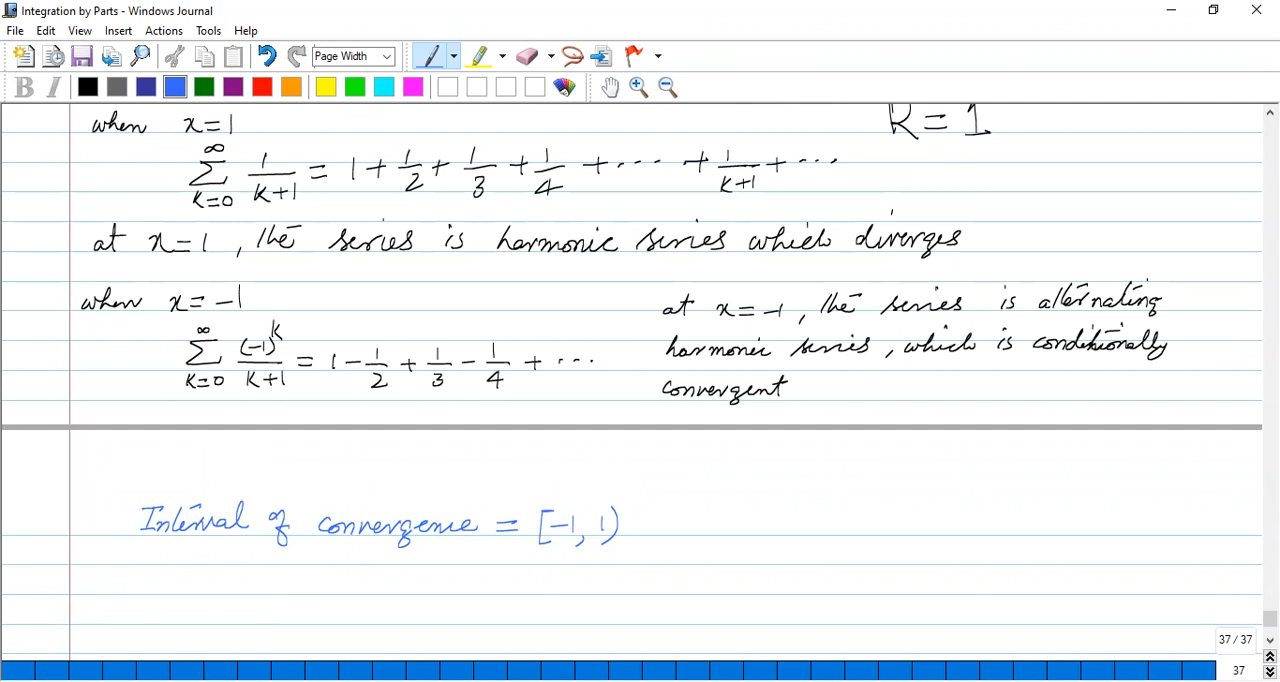 Integration by Parts - Windows Journal
File Edit View Insert Actions Tools Help
Page Width
B I
when x=1
R = 1
∞
∑ 1/(k+1) = 1 + 1/2 + 1/3 + 1/4 + ... + 1/(k+1) + ...
k=0
at x=1, the series is harmonic series which diverges
when x=-1
∞
∑ (-1)^k/(k+1) = 1 - 1/2 + 1/3 - 1/4 + ...
k=0
at x=-1, the series is alternating
harmonic series, which is conditionally
convergent
Interval of convergence = [-1, 1)
37 / 37
37